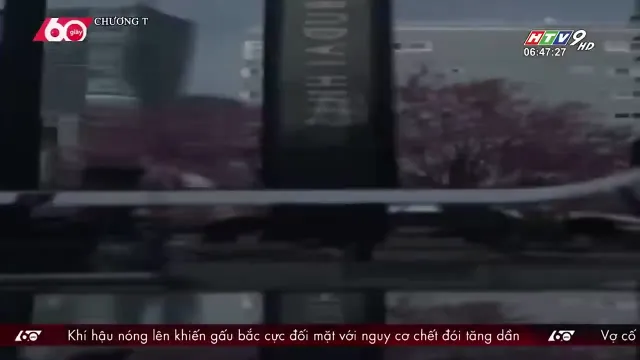 60 giây
CHƯƠNG T
HTV9 HD
06:47:27
Khí hậu nóng lên khiến gấu bắc cực đối mặt với nguy cơ chết đói tăng dần
Vợ cố